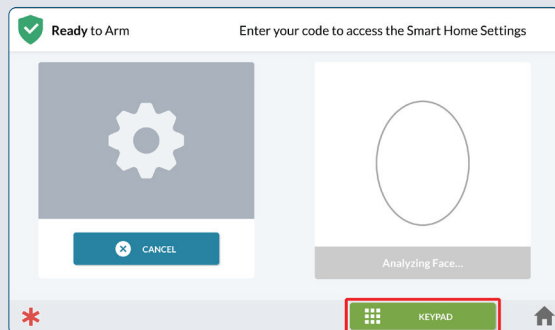 Ready to Arm
Enter your code to access the Smart Home Settings
CANCEL
Analyzing Face...
KEYPAD